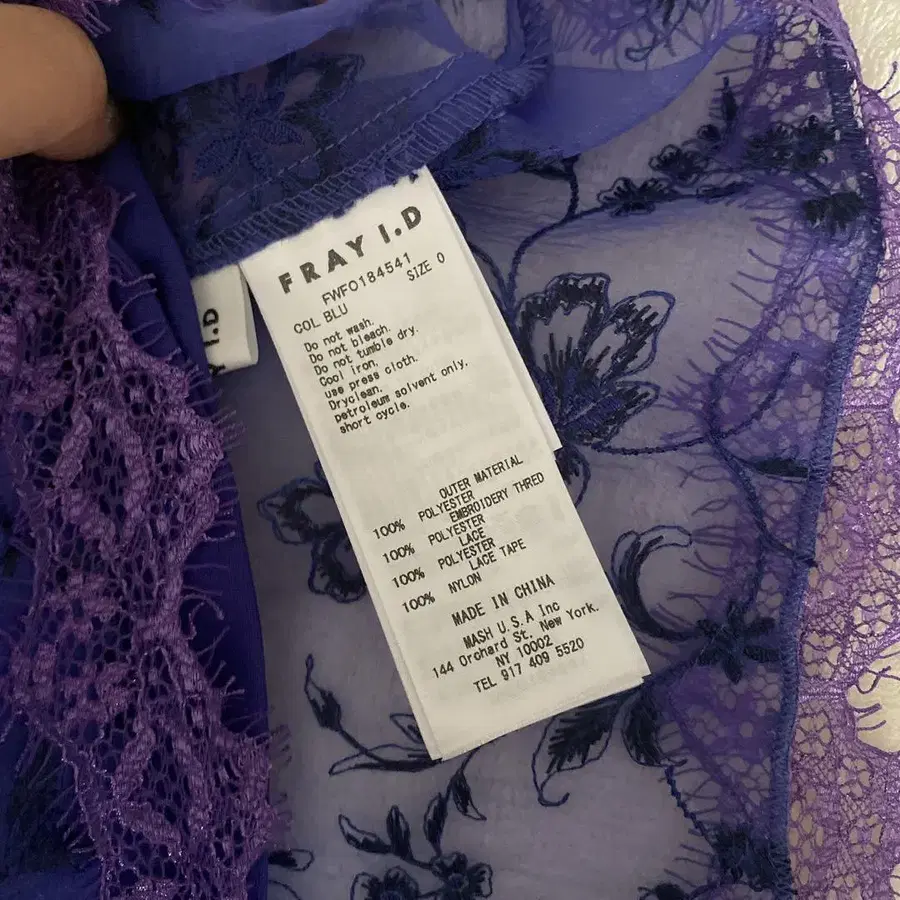 FRAY I.D
FWFO184541
COL BLU SIZE 0
Do not wash.
Do not bleach.
Do not tumble dry.
Cool iron.
use press cloth.
Dryclean.
petroleum solvent only.
short cycle.
OUTER MATERIAL
100% POLYESTER
EMBROIDERY THRED
100% POLYESTER
LACE
100% POLYESTER
LACE TAPE
100% NYLON
MADE IN CHINA
MASH U.S.A Inc
144 Orchard St. New York.
NY 10002
TEL 917 409 5520
I.D